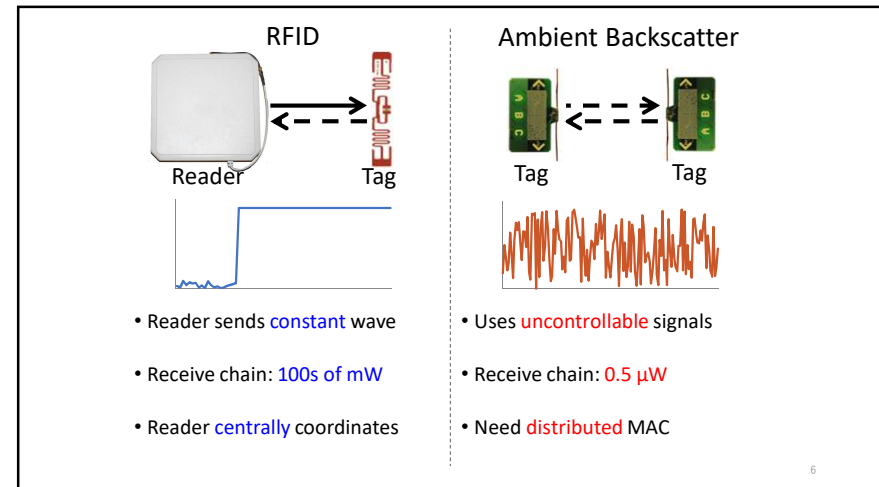 RFID
Reader
Tag
• Reader sends constant wave
• Receive chain: 100s of mW
• Reader centrally coordinates
Ambient Backscatter
A B C
A B C
Tag
Tag
• Uses uncontrollable signals
• Receive chain: 0.5 µW
• Need distributed MAC
6